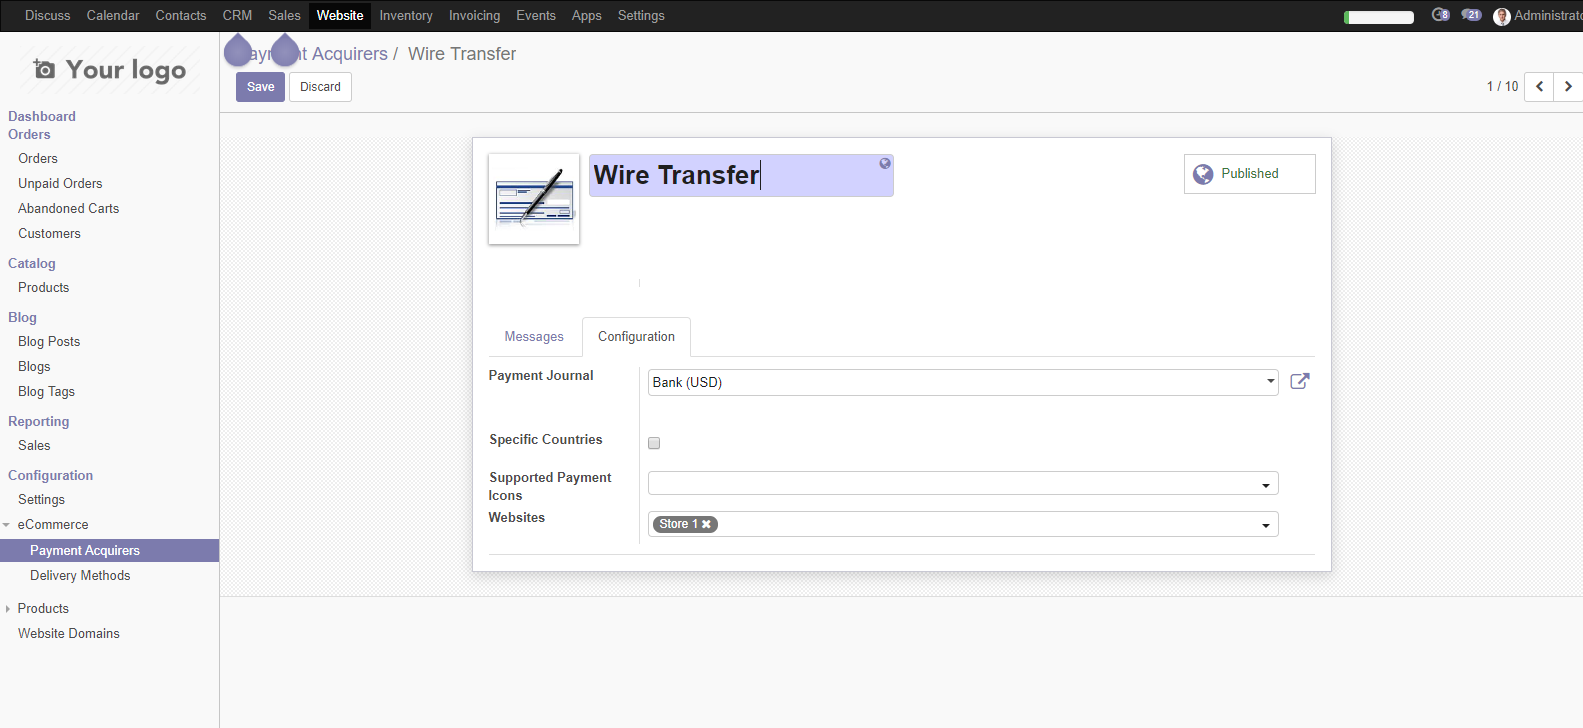 Discuss Calendar Contacts CRM Sales Website Inventory Invoicing Events Apps Settings 8 21 Administrato
Your logo
Payment Acquirers / Wire Transfer
Save Discard 1 / 10
Dashboard
Orders
Orders
Unpaid Orders
Abandoned Carts
Customers
Catalog
Products
Blog
Blog Posts
Blogs
Blog Tags
Reporting
Sales
Configuration
Settings
eCommerce
Payment Acquirers
Delivery Methods
Products
Website Domains
Wire Transfer
Published
Messages Configuration
Payment Journal Bank (USD)
Specific Countries
Supported Payment
Icons
Websites Store 1